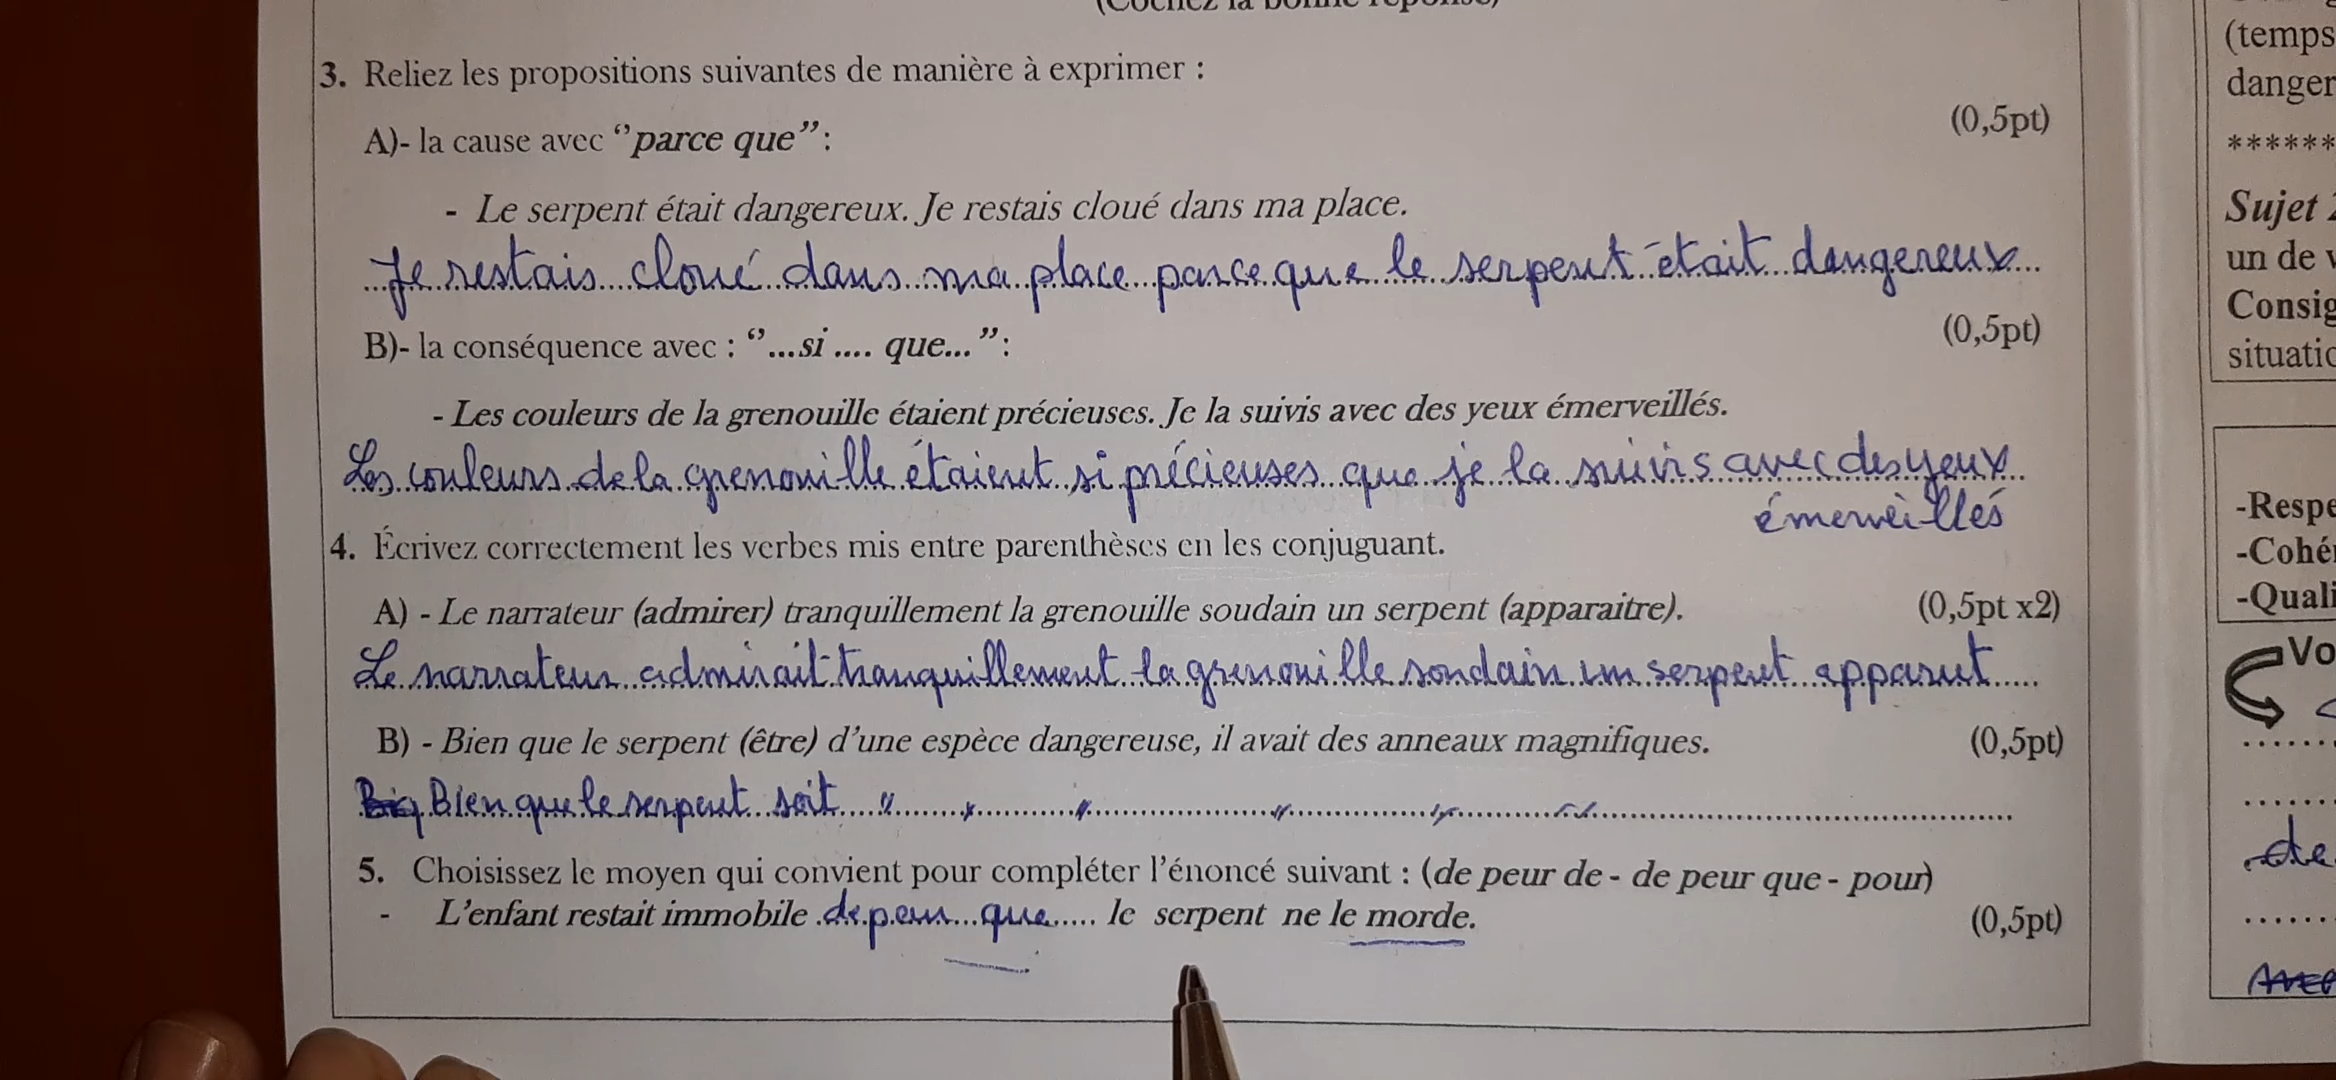 (Cochez la bonne réponse)
3. Reliez les propositions suivantes de manière à exprimer :
A)- la cause avec ‘’parce que’’: (0,5pt)
- Le serpent était dangereux. Je restais cloué dans ma place.
Je restais cloué dans ma place parce que le serpent était dangereux
B)- la conséquence avec : ‘’...si .... que...’’: (0,5pt)
- Les couleurs de la grenouille étaient précieuses. Je la suivis avec des yeux émerveillés.
Les couleurs de la grenouille étaient si précieuses que je la suivis avec des yeux
émerveillés
4. Écrivez correctement les verbes mis entre parenthèses en les conjuguant.
A) - Le narrateur (admirer) tranquillement la grenouille soudain un serpent (apparaitre). (0,5pt x2)
Le narrateur admirait tranquillement la grenouille soudain un serpent apparut
B) - Bien que le serpent (être) d’une espèce dangereuse, il avait des anneaux magnifiques. (0,5pt)
Bien que le serpent soit " " " " " "
5. Choisissez le moyen qui convient pour compléter l’énoncé suivant : (de peur de - de peur que - pour)
- L’enfant restait immobile de peur que le serpent ne le morde. (0,5pt)
(temps
danger
******
Sujet
un de
Consig
situatio
-Respe
-Cohé
-Quali
Vo
de